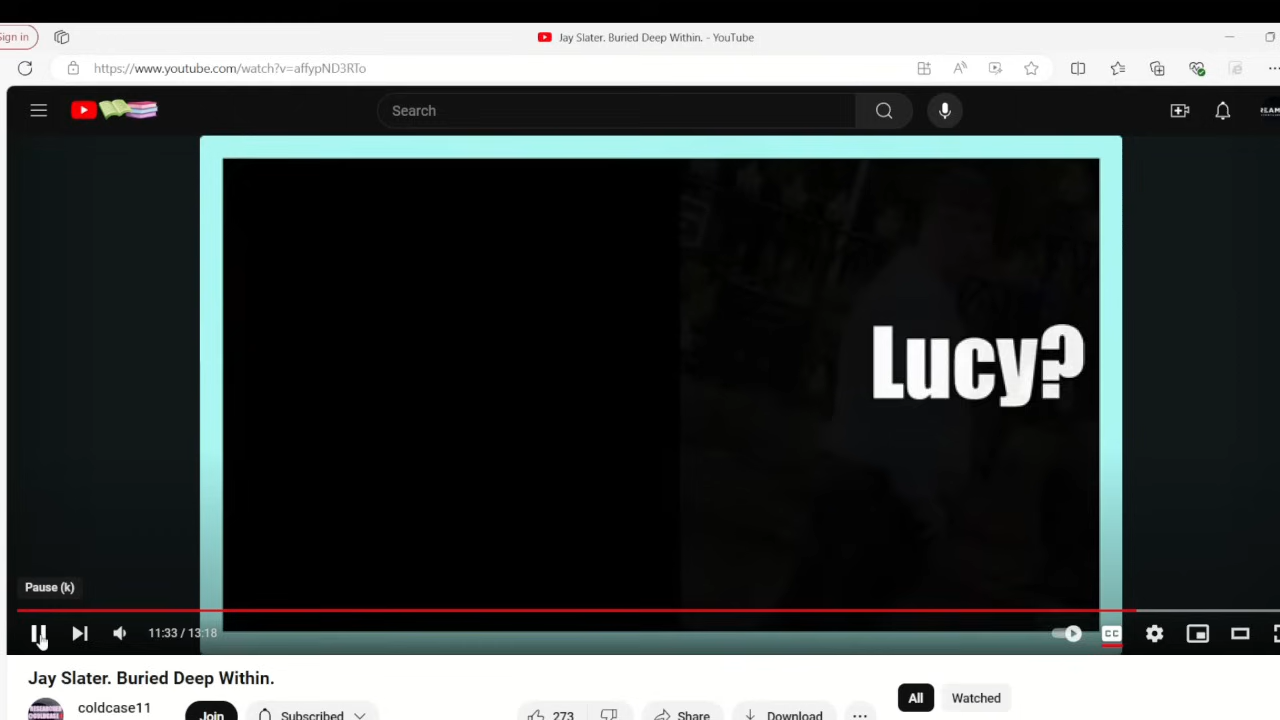 Sign in
Jay Slater. Buried Deep Within. - YouTube
https://www.youtube.com/watch?v=affypND3RTo
Search
Lucy?
Pause (k)
11:33 / 13:18
CC
Jay Slater. Buried Deep Within.
coldcase11
Join
Subscribed
273
Share
Download
All
Watched